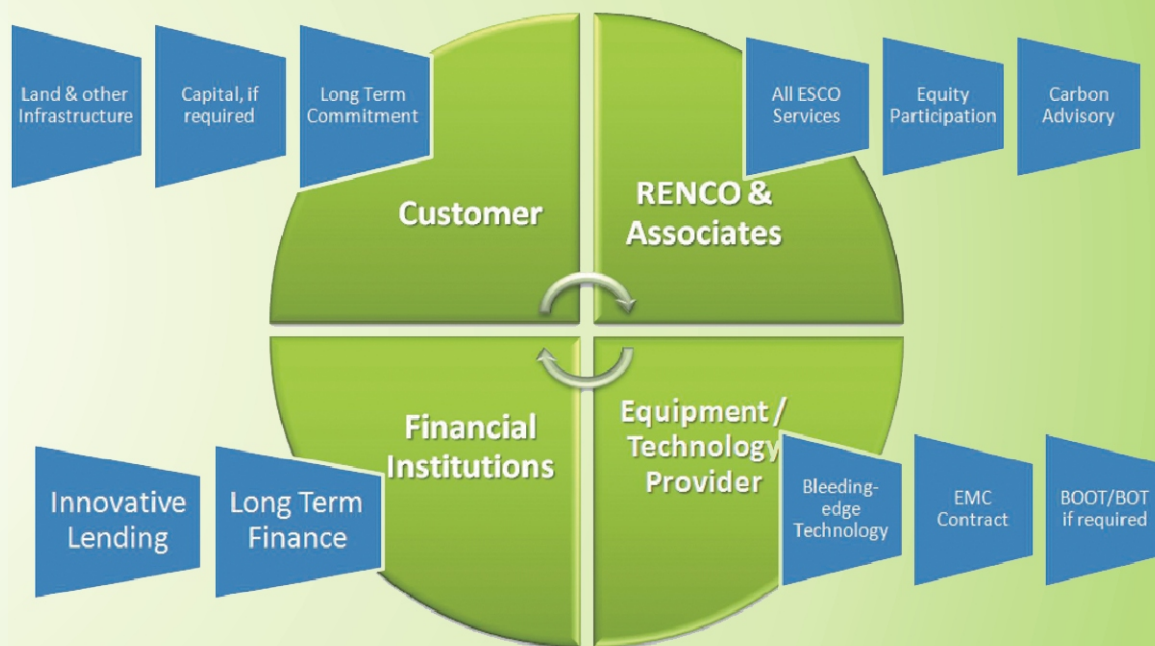 Land & other
Infrastructure
Capital, if
required
Long Term
Commitment
Customer
All ESCO
Services
Equity
Participation
Carbon
Advisory
RENCO &
Associates
Innovative
Lending
Long Term
Finance
Financial
Institutions
Equipment /
Technology
Provider
Bleeding-
edge
Technology
EMC
Contract
BOOT/BOT
if required